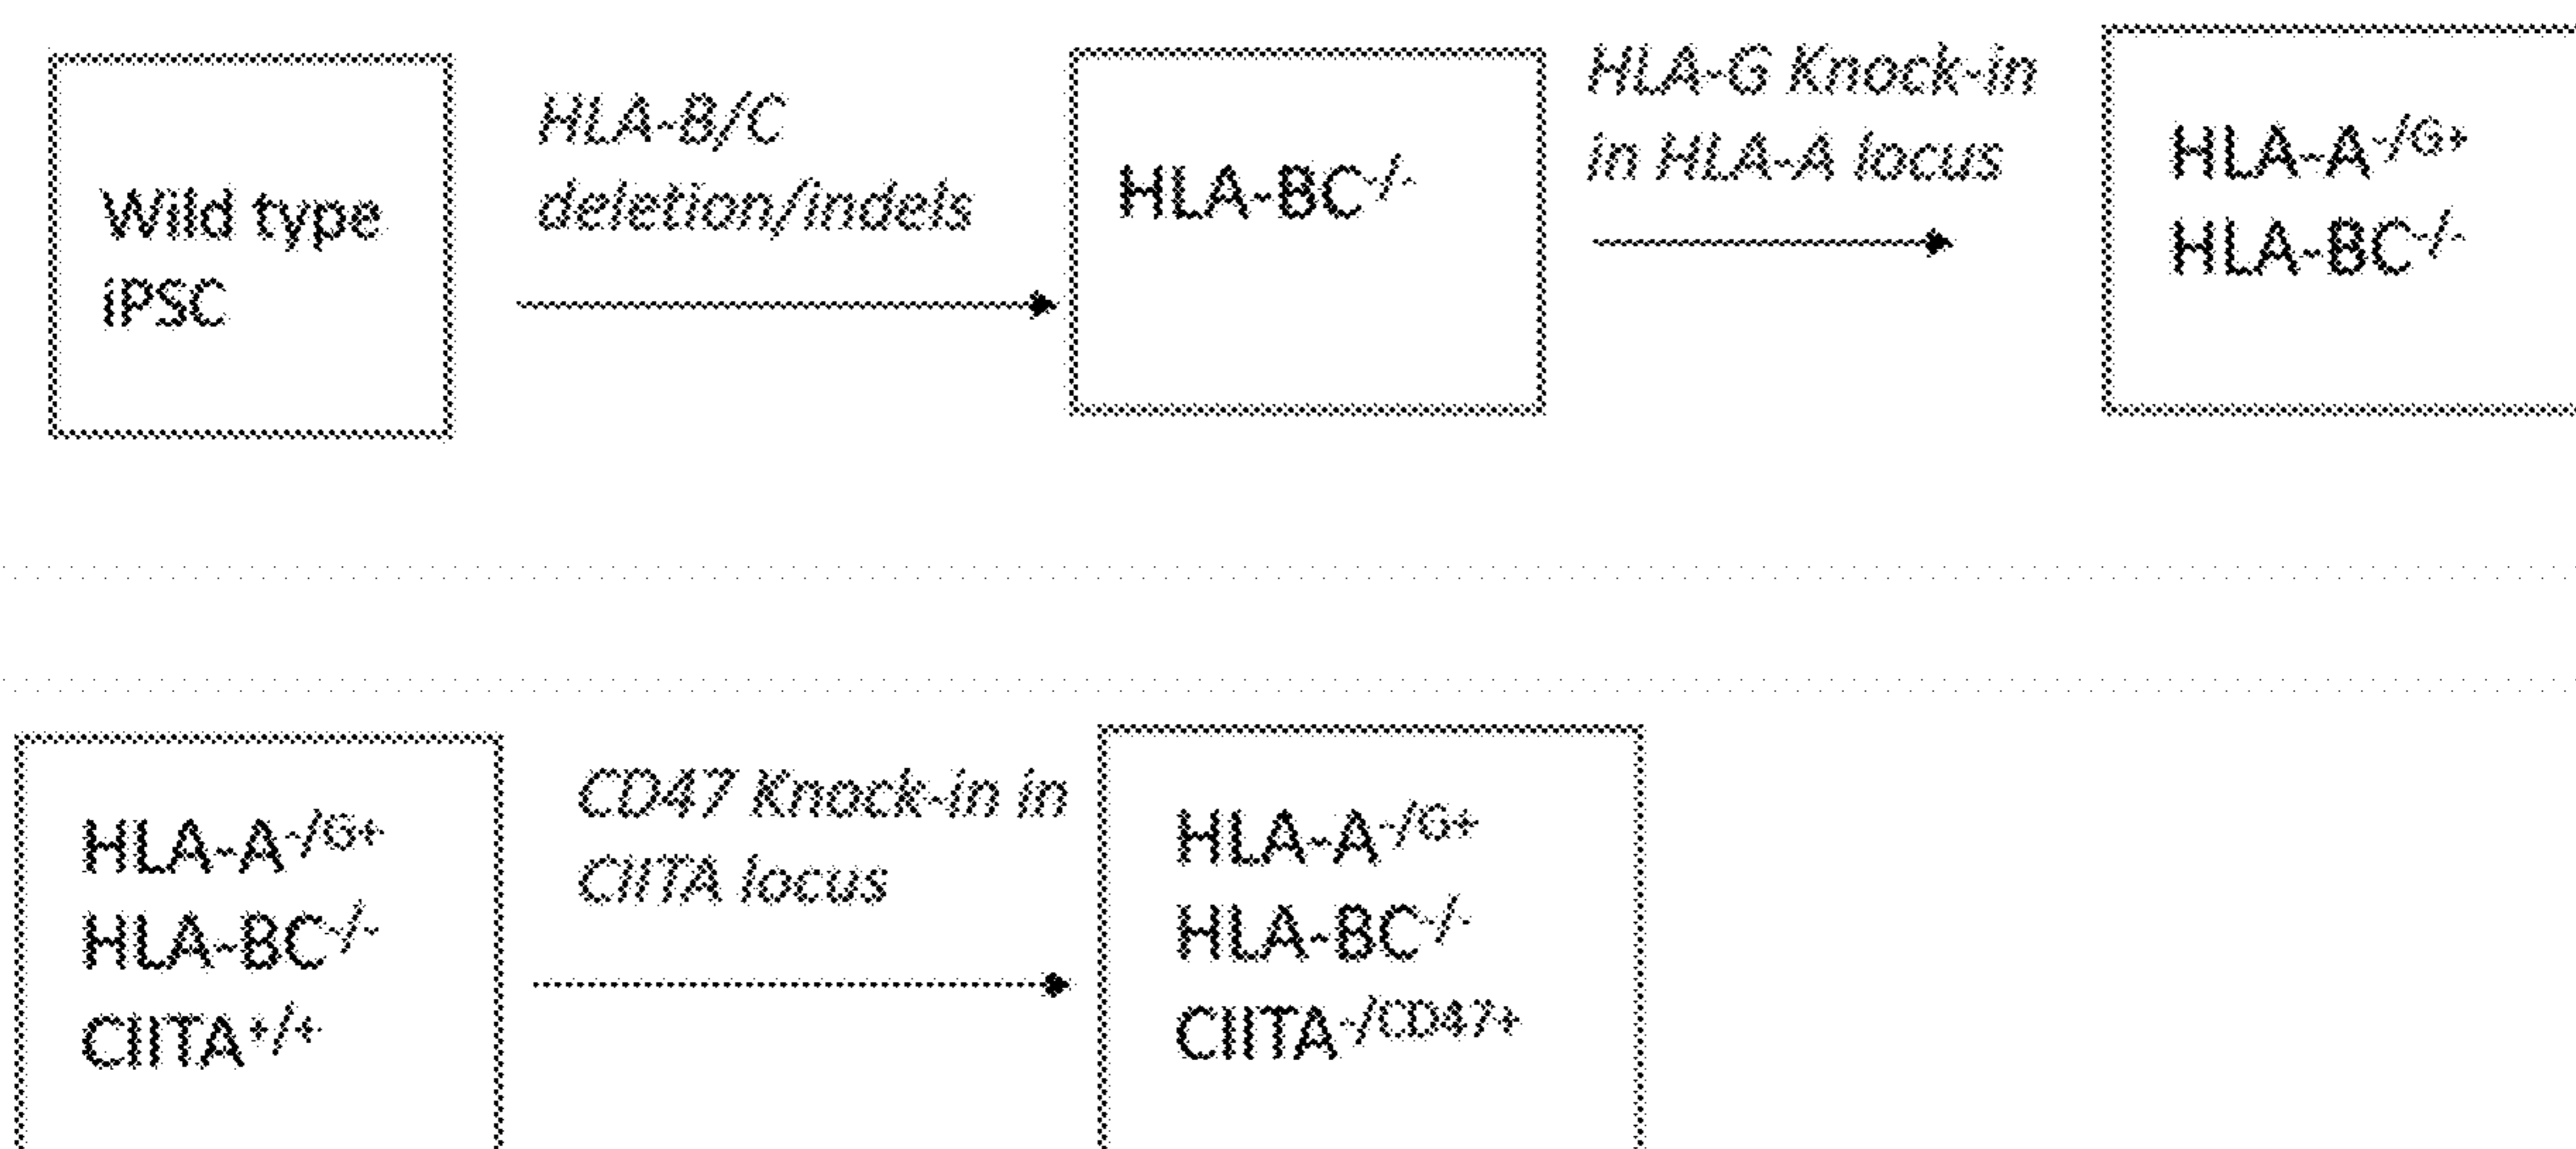 Wild type
iPSC
HLA-B/C
deletion/indels
HLA-BC-/-
HLA-G Knock-in
in HLA-A locus
HLA-A-/G+
HLA-BC-/-
HLA-A-/G+
HLA-BC-/-
CIITA+/+
CD47 Knock-in in
CIITA locus
HLA-A-/G+
HLA-BC-/-
CIITA-/CD47+